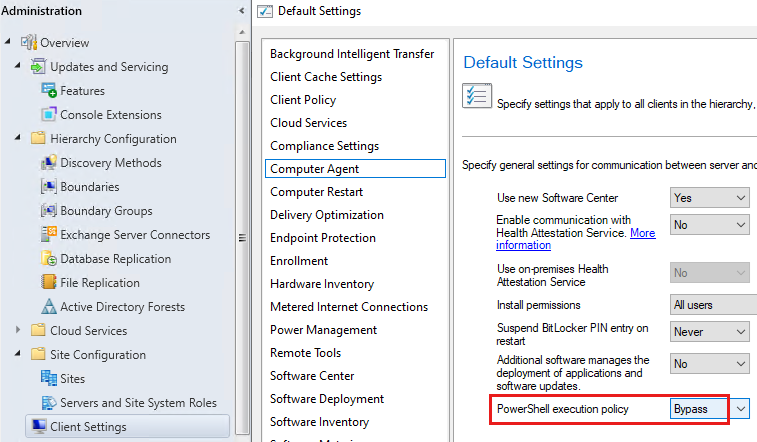 Administration
Overview
Updates and Servicing
Features
Console Extensions
Hierarchy Configuration
Discovery Methods
Boundaries
Boundary Groups
Exchange Server Connectors
Database Replication
File Replication
Active Directory Forests
Cloud Services
Site Configuration
Sites
Servers and Site System Roles
Client Settings
Default Settings
Background Intelligent Transfer
Client Cache Settings
Client Policy
Cloud Services
Compliance Settings
Computer Agent
Computer Restart
Delivery Optimization
Endpoint Protection
Enrollment
Hardware Inventory
Metered Internet Connections
Power Management
Remote Tools
Software Center
Software Deployment
Software Inventory
Default Settings
Specify settings that apply to all clients in the hierarchy,
Specify general settings for communication between server and
Use new Software Center Yes
Enable communication with No
Health Attestation Service. More
information
Use on-premises Health No
Attestation Service
Install permissions All users
Suspend BitLocker PIN entry on Never
restart
Additional software manages the No
deployment of applications and
software updates.
PowerShell execution policy Bypass